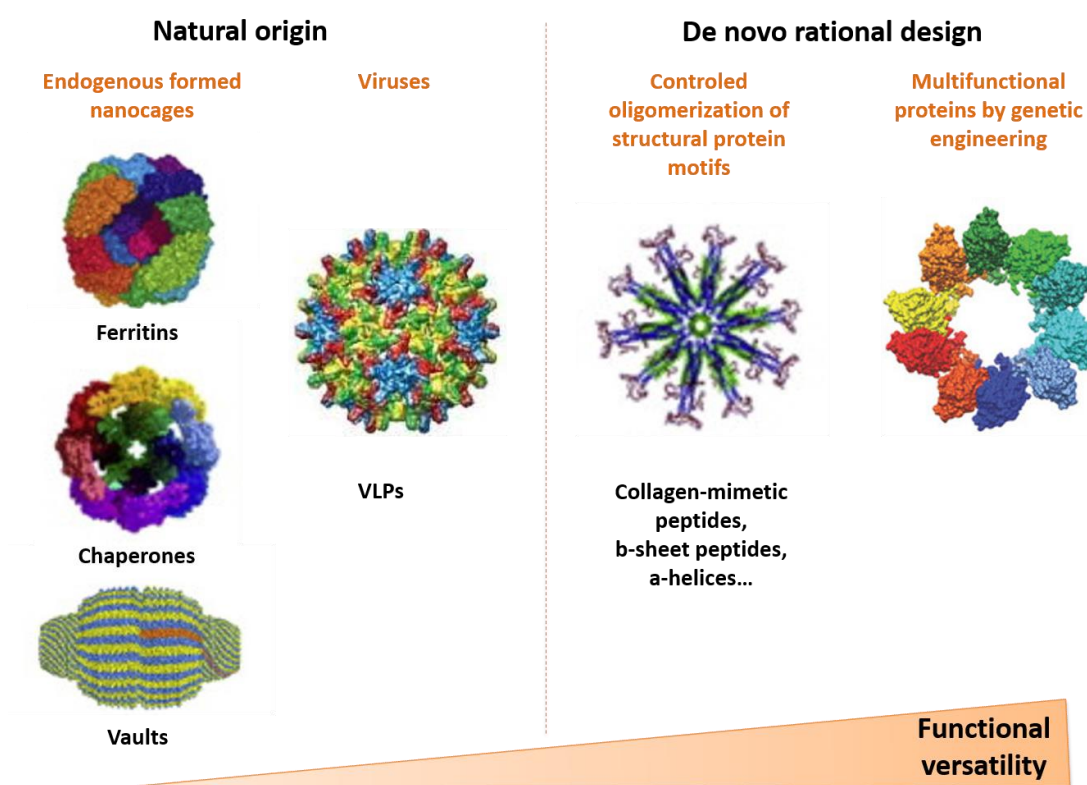 Natural origin
De novo rational design
Endogenous formed
nanocages
Viruses
Controled
oligomerization of
structural protein
motifs
Multifunctional
proteins by genetic
engineering
Ferritins
Chaperones
Vaults
VLPs
Collagen-mimetic
peptides,
b-sheet peptides,
a-helices…
Functional
versatility